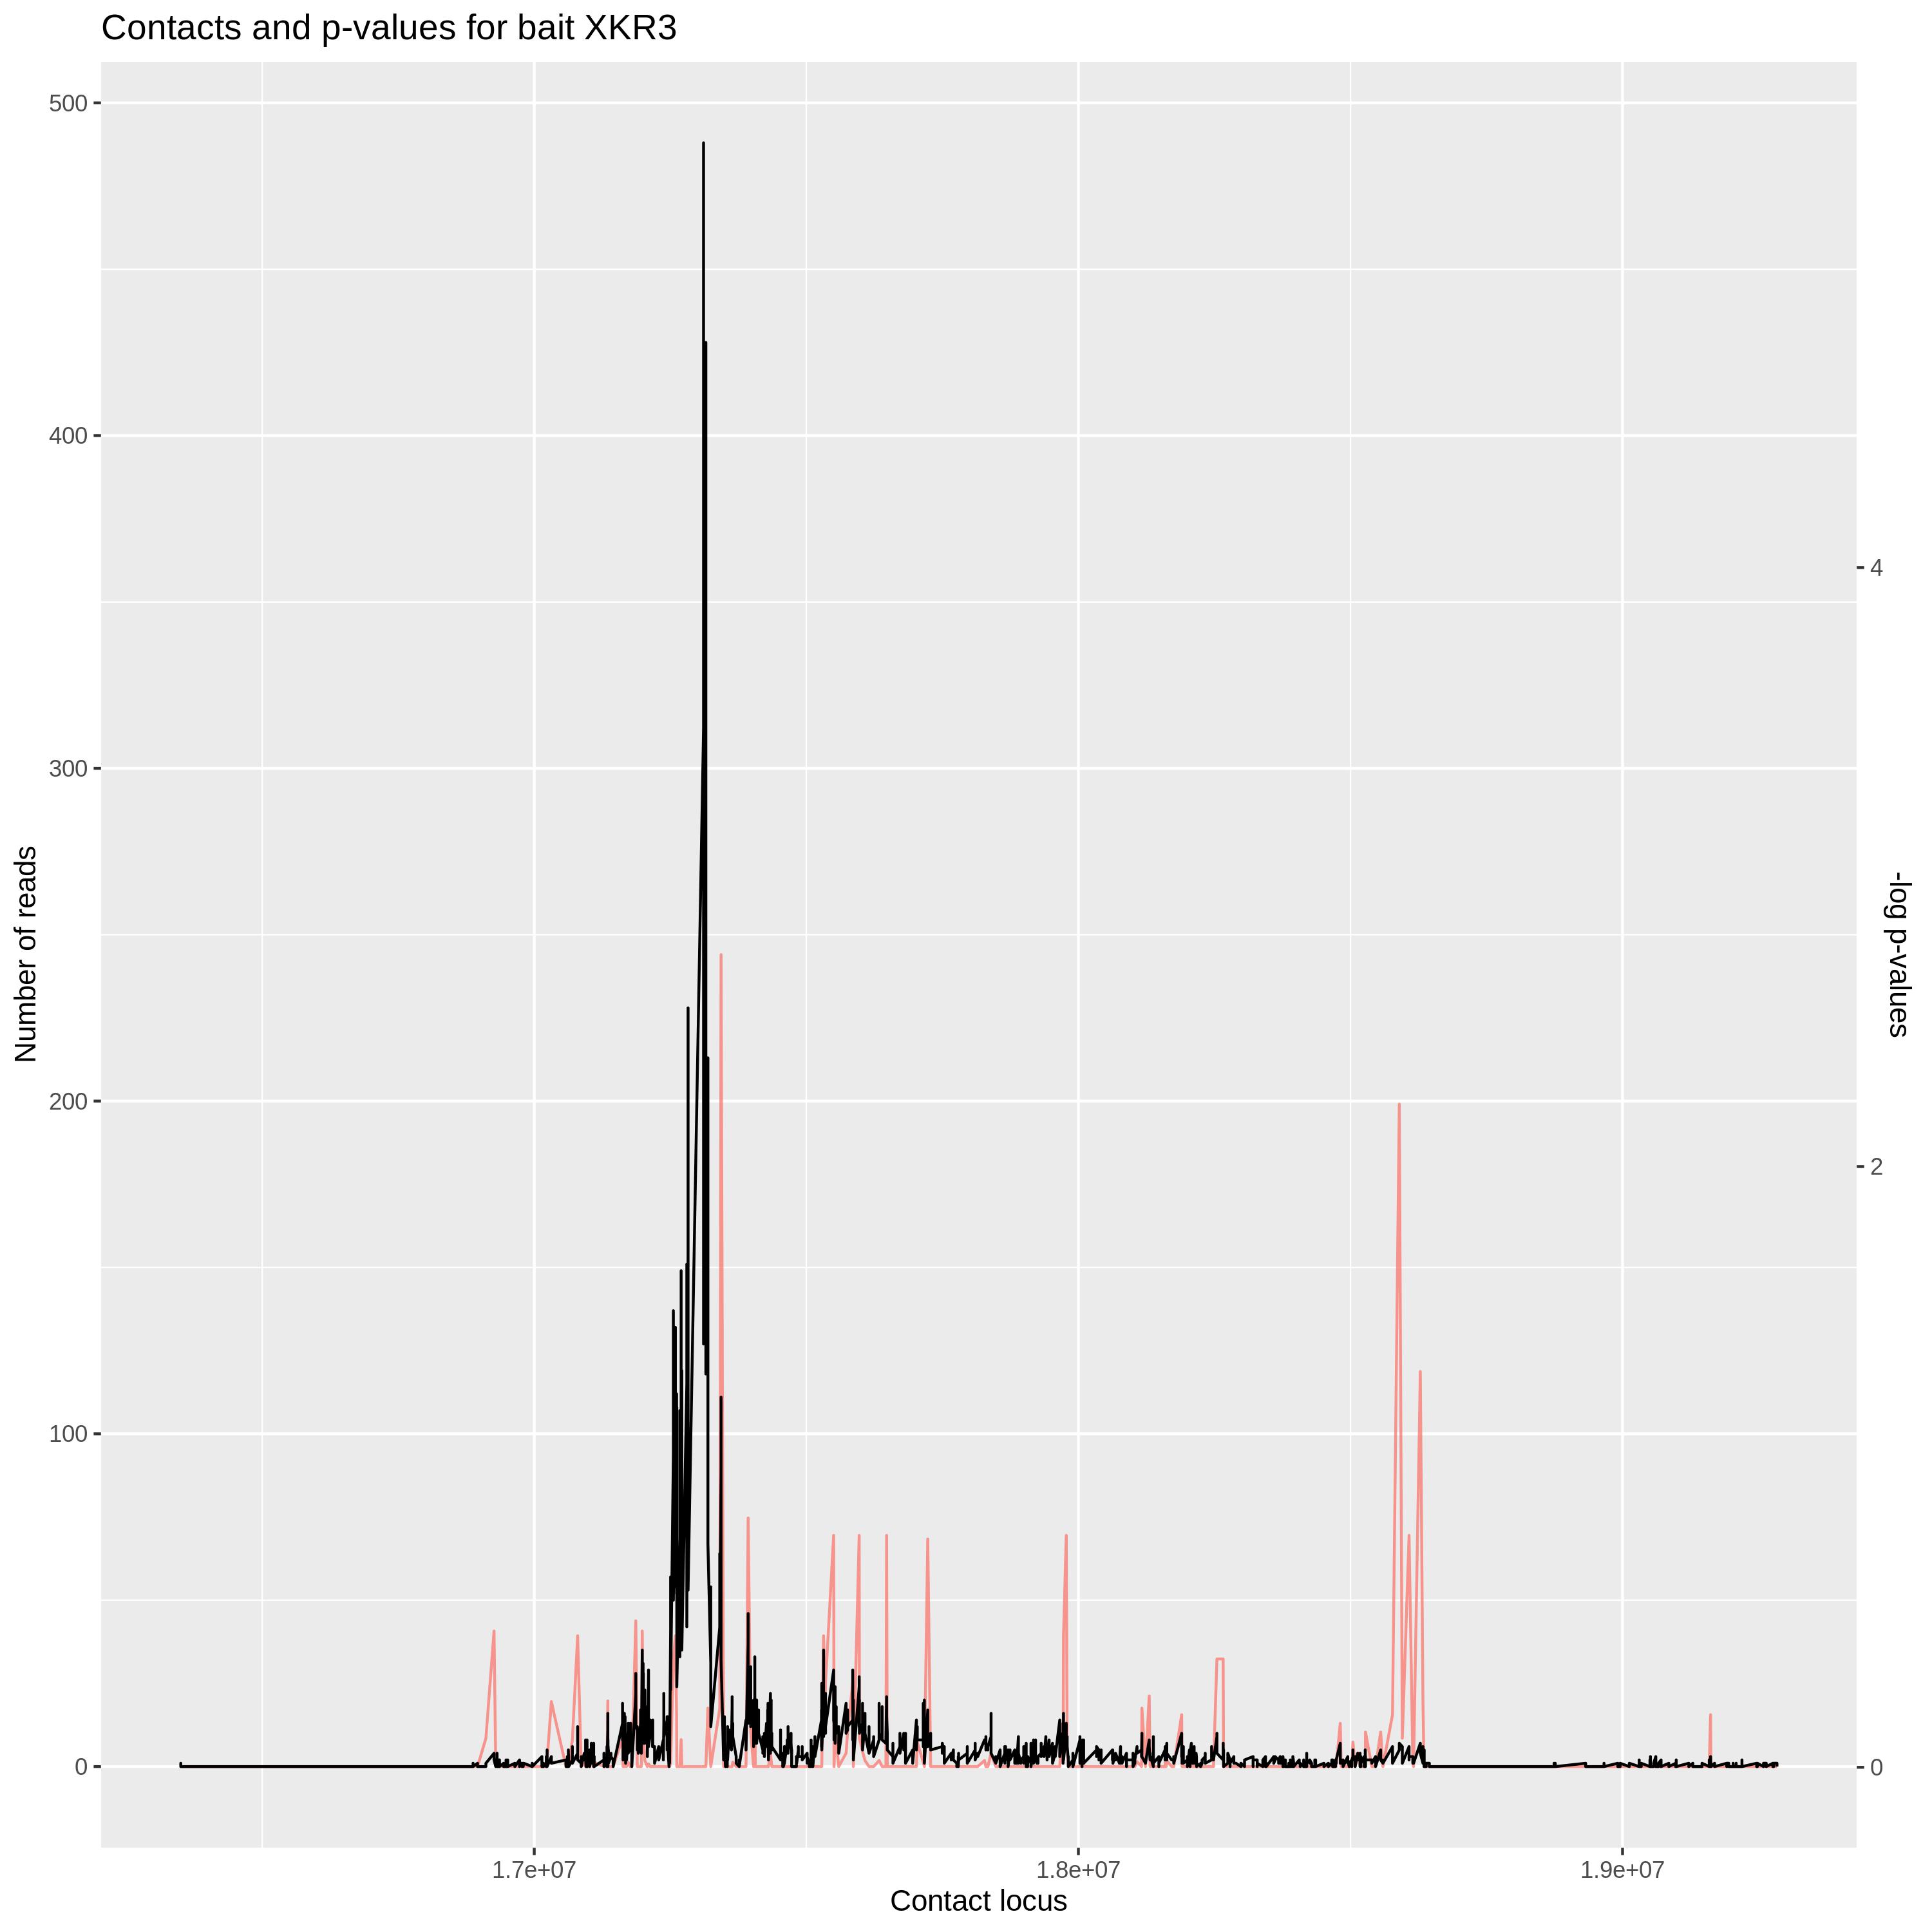 Contacts and p-values for bait XKR3
500
400
300
200
100
0
Number of reads
4
2
0
-log p-values
1.7e+07
1.8e+07
1.9e+07
Contact locus